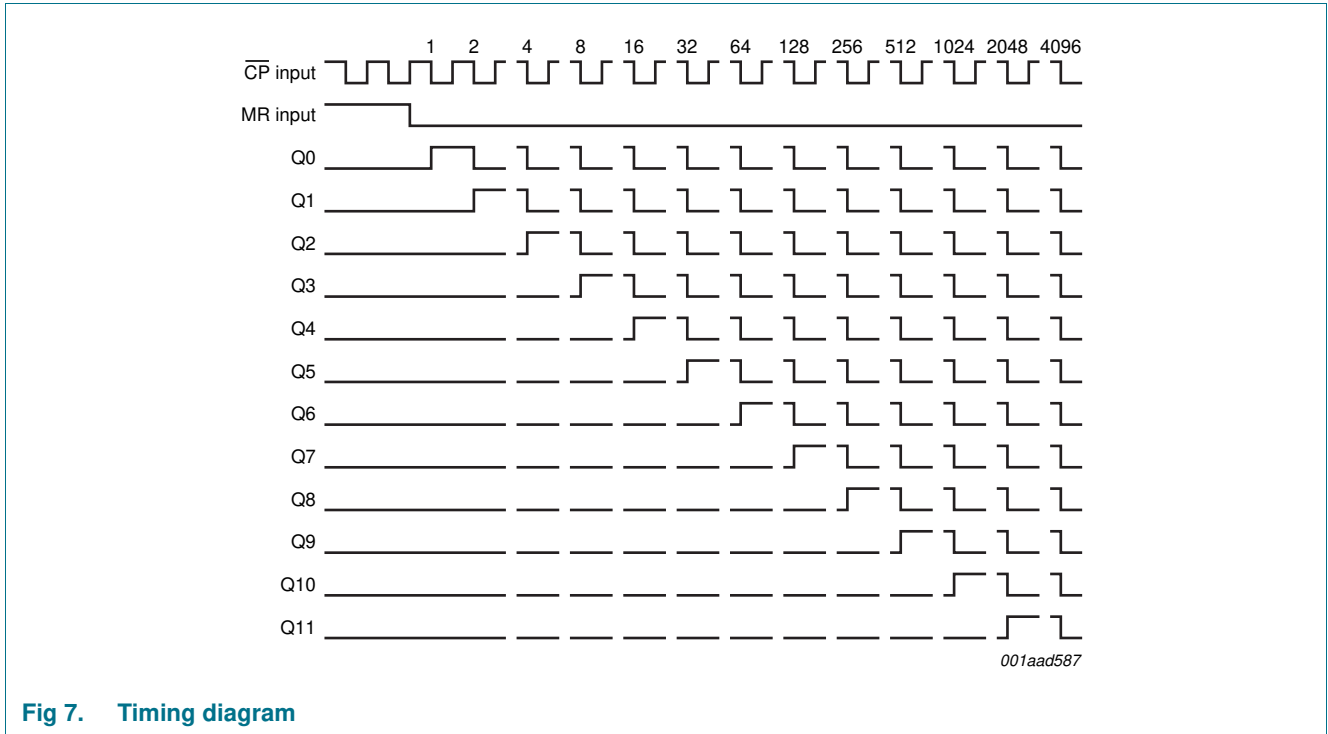 1 2 4 8 16 32 64 128 256 512 1024 2048 4096
C̅P̅ input
MR input
Q0
Q1
Q2
Q3
Q4
Q5
Q6
Q7
Q8
Q9
Q10
Q11
001aad587
Fig 7. Timing diagram